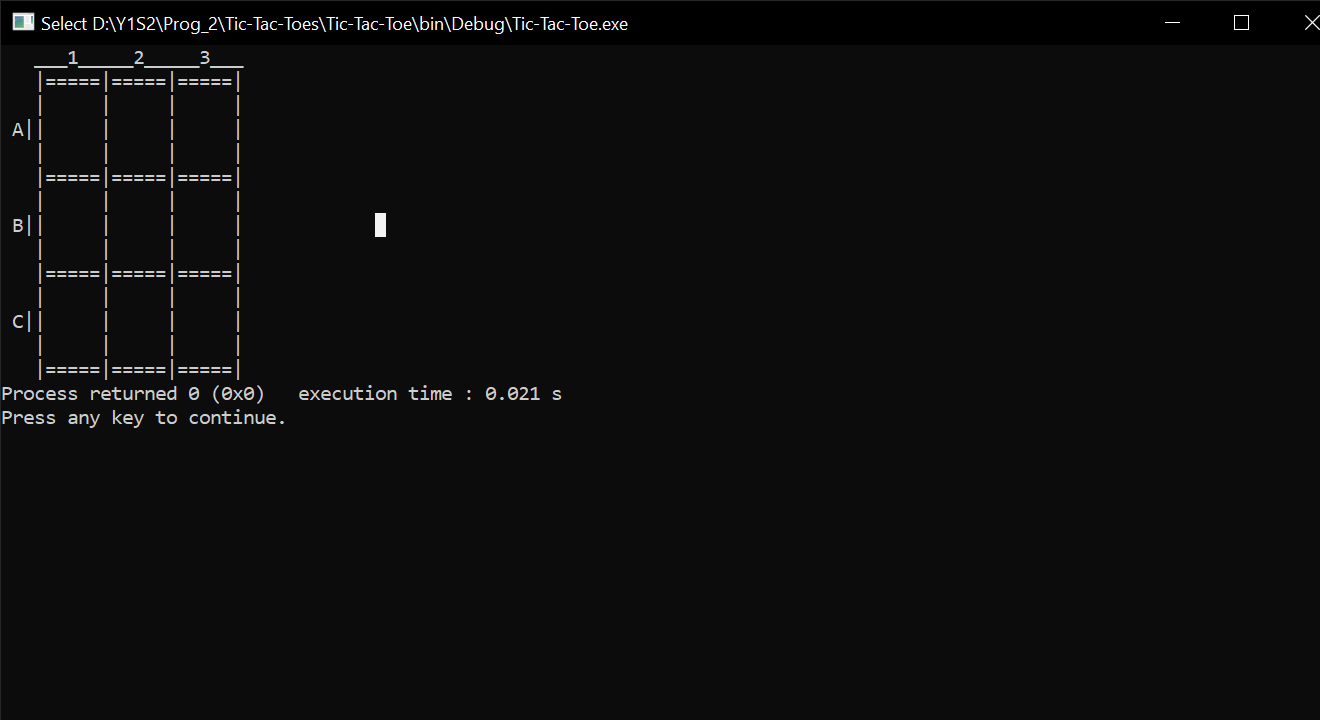 Select D:\Y1S2\Prog_2\Tic-Tac-Toes\Tic-Tac-Toe\bin\Debug\Tic-Tac-Toe.exe
   ___1_____2_____3___
   |=====|=====|=====|
   |     |     |     |
 A||     |     |     |
   |     |     |     |
   |=====|=====|=====|
   |     |     |     |
 B||     |     |     |
   |     |     |     |
   |=====|=====|=====|
   |     |     |     |
 C||     |     |     |
   |     |     |     |
   |=====|=====|=====|
Process returned 0 (0x0)   execution time : 0.021 s
Press any key to continue.